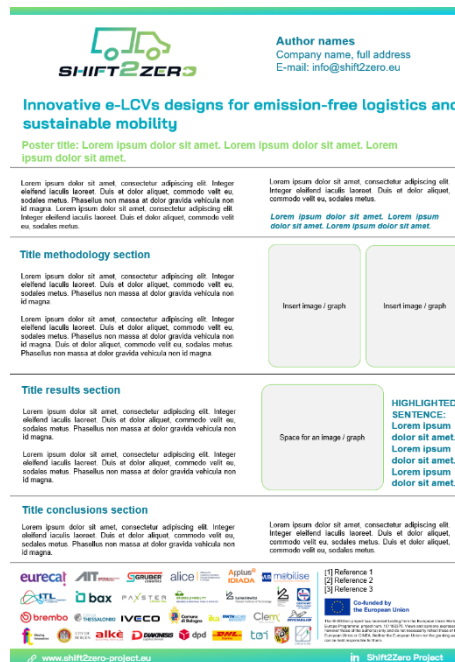 SHIFT2ZERO
Author names
Company name, full address
E-mail: info@shift2zero.eu
Innovative e-LCVs designs for emission-free logistics and
sustainable mobility
Poster title: Lorem ipsum dolor sit amet. Lorem ipsum dolor sit amet. Lorem
ipsum dolor sit amet.
Lorem ipsum dolor sit amet, consectetur adipiscing elit. Integer
eleifend iaculis laoreet. Duis et dolor aliquet, commodo velit eu,
sodales metus. Phasellus non massa at dolor gravida vehicula non
id magna. Lorem ipsum dolor sit amet, consectetur adipiscing elit.
Integer eleifend iaculis laoreet. Duis et dolor aliquet, commodo velit
eu, sodales metus.
Lorem ipsum dolor sit amet, consectetur adipiscing elit.
Integer eleifend iaculis laoreet. Duis et dolor aliquet,
commodo velit eu, sodales metus.
Lorem ipsum dolor sit amet. Lorem ipsum
dolor sit amet. Lorem ipsum dolor sit amet.
Title methodology section
Lorem ipsum dolor sit amet, consectetur adipiscing elit. Integer
eleifend iaculis laoreet. Duis et dolor aliquet, commodo velit eu,
sodales metus. Phasellus non massa at dolor gravida vehicula non
id magna.
Lorem ipsum dolor sit amet, consectetur adipiscing elit. Integer
eleifend iaculis laoreet. Duis et dolor aliquet, commodo velit eu,
sodales metus. Phasellus non massa at dolor gravida vehicula non
id magna. Duis et dolor aliquet, commodo velit eu, sodales metus.
Phasellus non massa at dolor gravida vehicula non id magna.
Insert image / graph
Insert image / graph
Title results section
Lorem ipsum dolor sit amet, consectetur adipiscing elit. Integer
eleifend iaculis laoreet. Duis et dolor aliquet, commodo velit eu,
sodales metus. Phasellus non massa at dolor gravida vehicula non
id magna.
Lorem ipsum dolor sit amet, consectetur adipiscing elit. Integer
eleifend iaculis laoreet. Duis et dolor aliquet, commodo velit eu,
sodales metus. Phasellus non massa at dolor gravida vehicula non
id magna.
Space for an image / graph
HIGHLIGHTED
SENTENCE:
Lorem ipsum
dolor sit amet.
Lorem ipsum
dolor sit amet.
Lorem ipsum
dolor sit amet.
Title conclusions section
Lorem ipsum dolor sit amet, consectetur adipiscing elit. Integer
eleifend iaculis laoreet. Duis et dolor aliquet, commodo velit eu,
sodales metus. Phasellus non massa at dolor gravida vehicula non
id magna.
Lorem ipsum dolor sit amet, consectetur adipiscing elit.
Integer eleifend iaculis laoreet. Duis et dolor aliquet,
commodo velit eu, sodales metus.
eurecat AIT GRUBER alice Applus IDIADA mobilise
bax PAXSTER
brembo THESSALONIKI IVECO Comune di Bologna Clem MICHELIN
alkè dpd DHL
[1] Reference 1
[2] Reference 2
[3] Reference 3
Co-funded by
the European Union
www.shift2zero-project.eu
in Shift2Zero Project